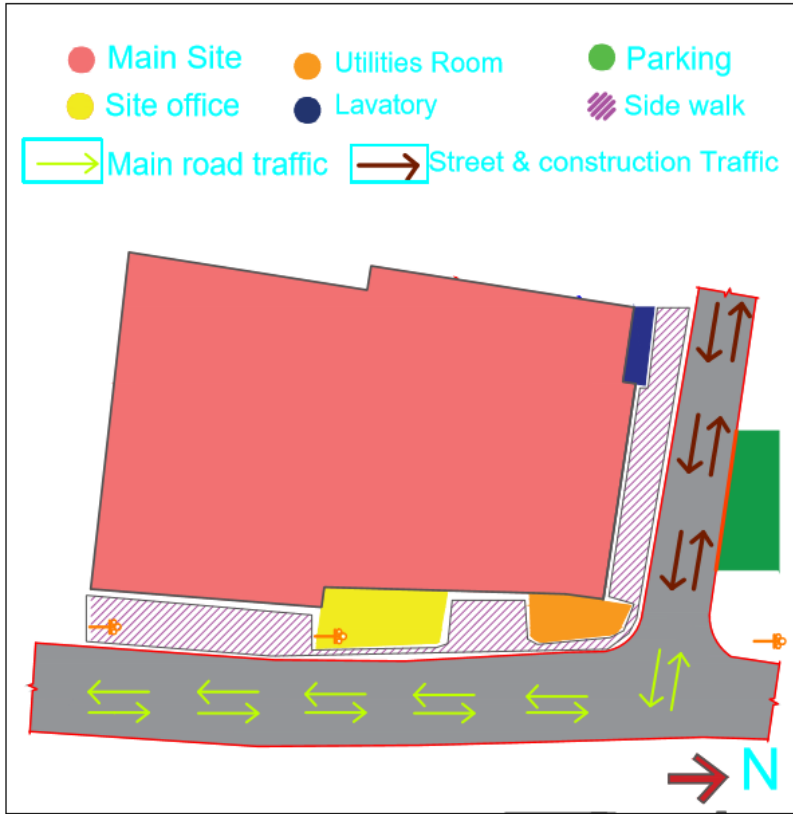 Main Site
Utilities Room
Parking
Site office
Lavatory
Side walk
Main road traffic
Street & construction Traffic
N